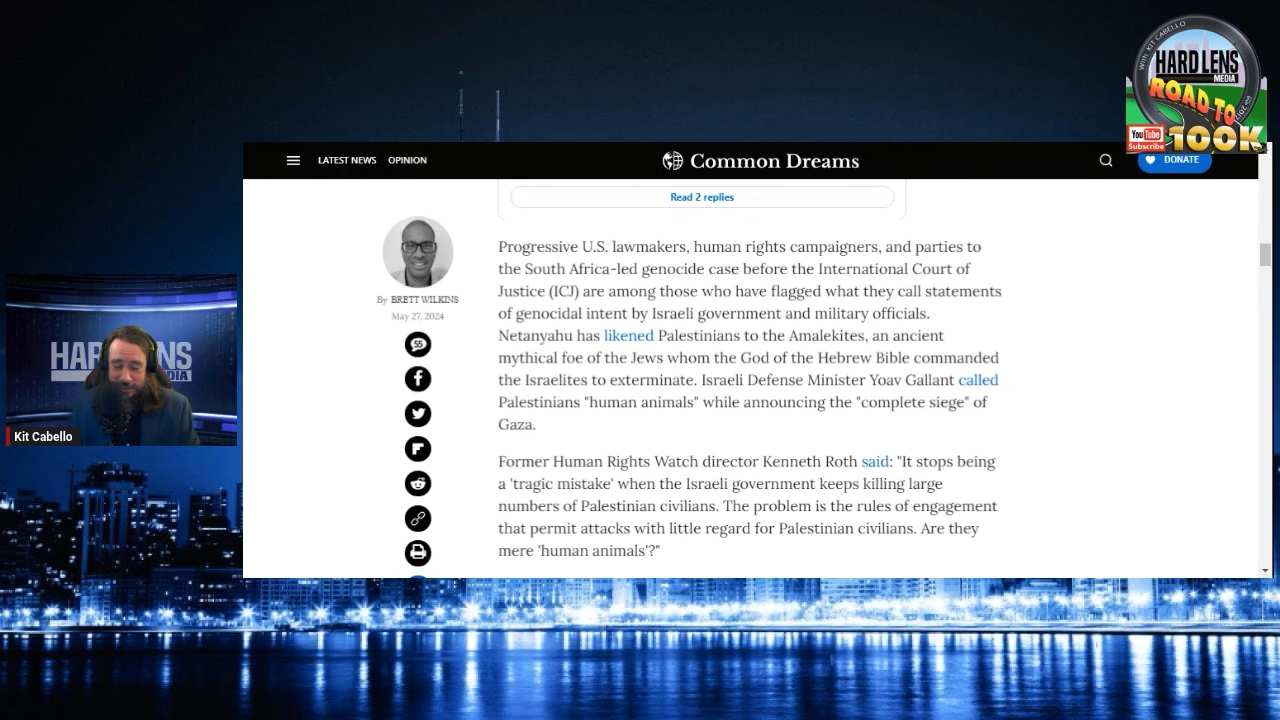 With KIT CABELLO
HARD LENS
MEDIA
ROAD TO
YouTube
Subscribe
100K
LATEST NEWS
OPINION
Common Dreams
DONATE
Read 2 replies
By BRETT WILKINS
May 27, 2024
55
Progressive U.S. lawmakers, human rights campaigners, and parties to
the South Africa-led genocide case before the International Court of
Justice (ICJ) are among those who have flagged what they call statements
of genocidal intent by Israeli government and military officials.
Netanyahu has likened Palestinians to the Amalekites, an ancient
mythical foe of the Jews whom the God of the Hebrew Bible commanded
the Israelites to exterminate. Israeli Defense Minister Yoav Gallant called
Palestinians "human animals" while announcing the "complete siege" of
Gaza.
Former Human Rights Watch director Kenneth Roth said: "It stops being
a 'tragic mistake' when the Israeli government keeps killing large
numbers of Palestinian civilians. The problem is the rules of engagement
that permit attacks with little regard for Palestinian civilians. Are they
mere 'human animals'?"
Kit Cabello